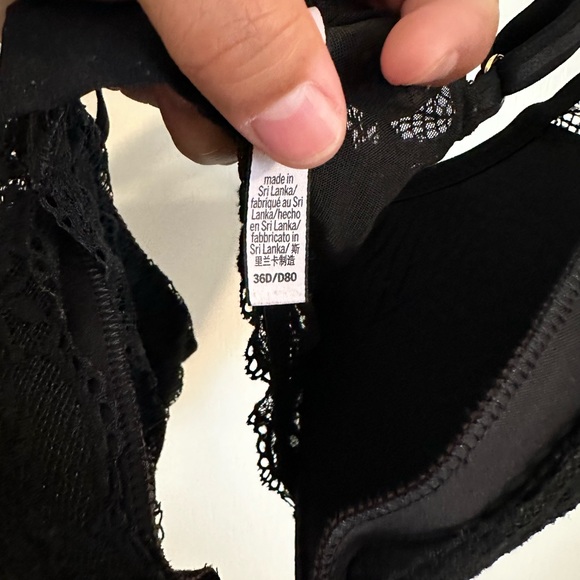 made in
Sri Lanka/
fabriqué au Sri
Lanka/hecho
en Sri Lanka/
fabbricato in
Sri Lanka/ 斯
里兰卡制造
36D/D80